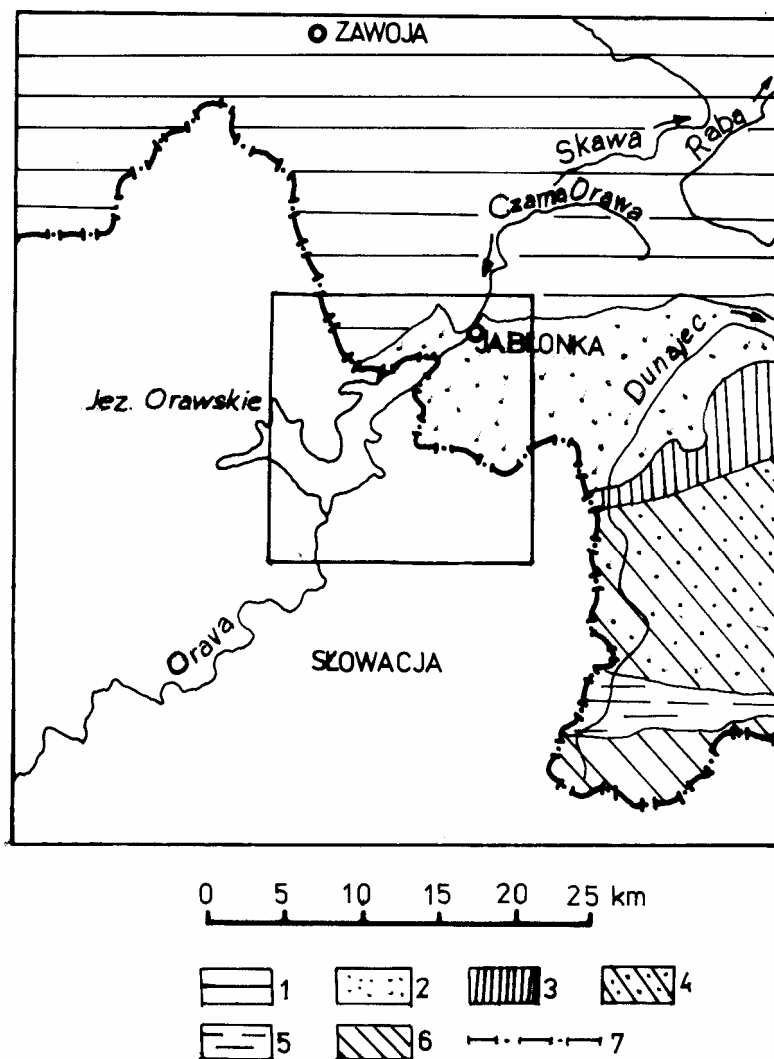 ZAWOJA
Skawa
Raba
Czarna Orawa
JABŁONKA
Dunajec
Jez. Orawskie
Orava
SŁOWACJA
0 5 10 15 20 25 km
1 2 3 4
5 6 7